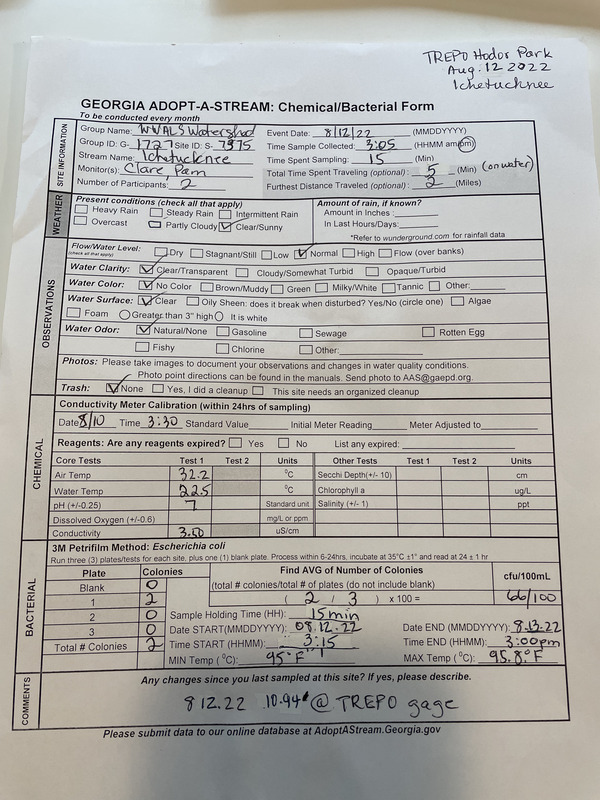 TREPO Hodor Park
Aug. 12 2022
Ichetucknee
GEORGIA ADOPT-A-STREAM: Chemical/Bacterial Form
To be conducted every month
SITE INFORMATION
Group Name: WWALS Watershed Event Date: 8/12/22 (MMDDYYYY)
Group ID: G- 1727 Site ID: S- 7975 Time Sample Collected: 3:05 (HHMM am/pm)
Stream Name: Ichetucknee Time Spent Sampling: 15 (Min)
Monitor(s): Clare, Pam Total Time Spent Traveling (optional): 5 (Min) (on water)
Number of Participants: 2 Furthest Distance Traveled (optional): 2 (Miles)
WEATHER
Present conditions (check all that apply) Amount of rain, if known?
Heavy Rain Steady Rain Intermittent Rain Amount in Inches:
Overcast Partly Cloudy Clear/Sunny In Last Hours/Days:
*Refer to wunderground.com for rainfall data
OBSERVATIONS
Flow/Water Level: Dry Stagnant/Still Low Normal High Flow (over banks)
(check all that apply)
Water Clarity: Clear/Transparent Cloudy/Somewhat Turbid Opaque/Turbid
Water Color: No Color Brown/Muddy Green Milky/White Tannic Other:
Water Surface: Clear Oily Sheen: does it break when disturbed? Yes/No (circle one) Algae
Foam Greater than 3" high It is white
Water Odor: Natural/None Gasoline Sewage Rotten Egg
Fishy Chlorine Other:
Photos: Please take images to document your observations and changes in water quality conditions.
Photo point directions can be found in the manuals. Send photo to AAS@gaepd.org.
Trash: None Yes, I did a cleanup This site needs an organized cleanup
CHEMICAL
Conductivity Meter Calibration (within 24hrs of sampling)
Date 8/10 Time 3:30 Standard Value Initial Meter Reading Meter Adjusted to
Reagents: Are any reagents expired? Yes No List any expired:
Core Tests Test 1 Test 2 Units Other Tests Test 1 Test 2 Units
Air Temp 32.2 °C Secchi Depth(+/- 10) cm
Water Temp 22.5 °C Chlorophyll a ug/L
pH (+/-0.25) 7 Standard unit Salinity (+/- 1) ppt
Dissolved Oxygen (+/-0.6) mg/L or ppm
Conductivity 3.50 uS/cm
BACTERIAL
3M Petrifilm Method: Escherichia coli
Run three (3) plates/tests for each site, plus one (1) blank plate. Process within 6-24hrs, incubate at 35°C ±1° and read at 24 ± 1 hr
Plate Colonies Find AVG of Number of Colonies cfu/100mL
Blank 0 (total # colonies/total # of plates (do not include blank)
1 2 ( 2 / 3 ) x 100 = 66/100
2 0 Sample Holding Time (HH): 15 min
3 0 Date START(MMDDYYYY): 08.12.22 Date END (MMDDYYYY): 8.13.22
Total # Colonies 2 Time START (HHMM): 3:15 Time END (HHMM): 3:00pm
MIN Temp (°C): 95°F MAX Temp (°C): 95.8°F
COMMENTS
Any changes since you last sampled at this site? If yes, please describe.
8 12.22 10.94' @ TREPO gage
Please submit data to our online database at AdoptAStream.Georgia.gov